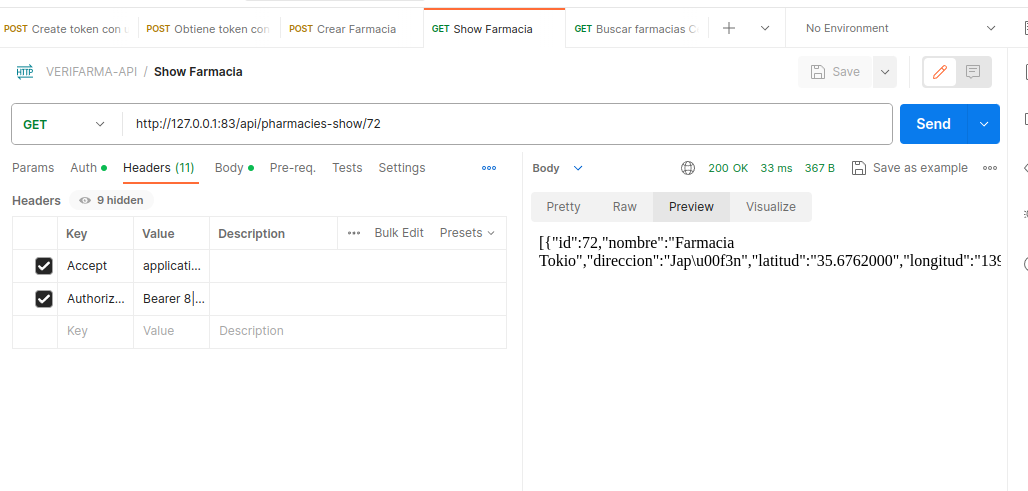 POST Create token con u POST Obtiene token con POST Crear Farmacia GET Show Farmacia GET Buscar farmacias C No Environment
HTTP VERIFARMA-API / Show Farmacia Save
GET http://127.0.0.1:83/api/pharmacies-show/72 Send
Params Auth Headers (11) Body Pre-req. Tests Settings
Body 200 OK 33 ms 367 B Save as example
Headers 9 hidden
Pretty Raw Preview Visualize
Key Value Description Bulk Edit Presets
Accept applicati...
Authoriz... Bearer 8|...
Key Value Description
[{"id":72,"nombre":"Farmacia
Tokio","direccion":"Jap\u00f3n","latitud":"35.6762000","longitud":"139